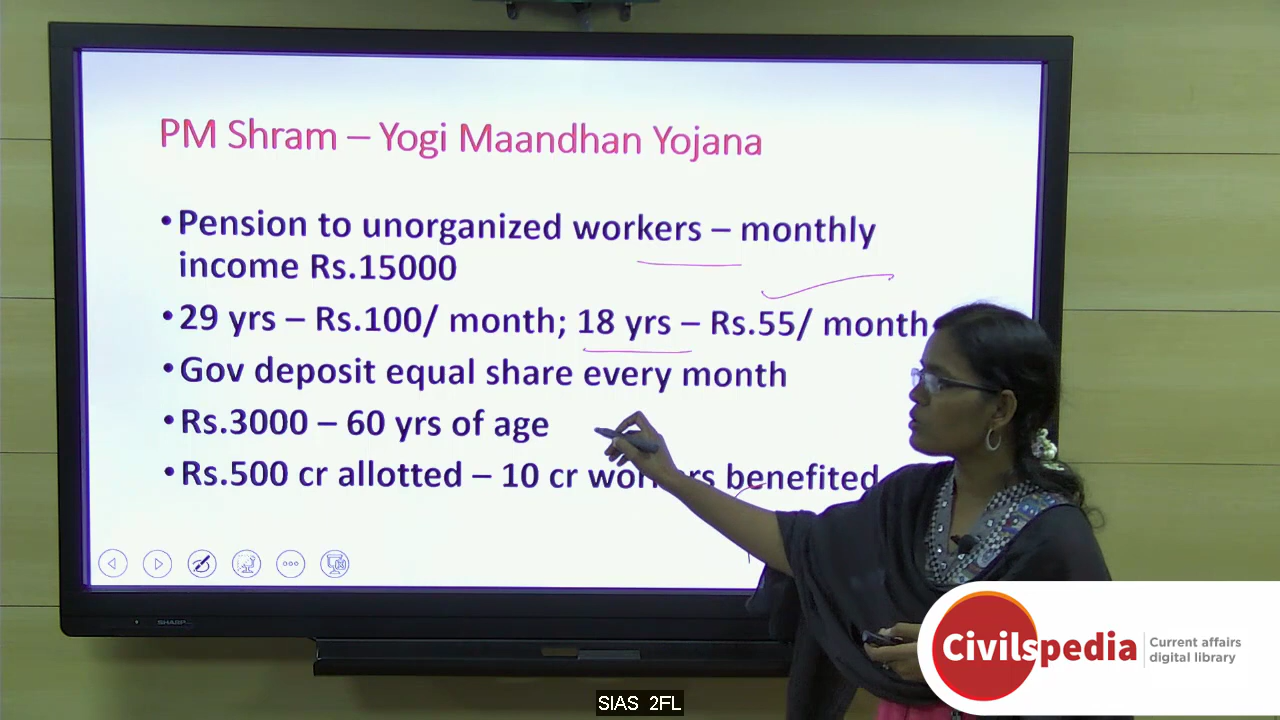 PM Shram – Yogi Maandhan Yojana
•Pension to unorganized workers – monthly
income Rs.15000
•29 yrs – Rs.100/ month; 18 yrs – Rs.55/ month
•Gov deposit equal share every month
•Rs.3000 – 60 yrs of age
•Rs.500 cr allotted – 10 cr workers benefited
SHARP
Civilspedia
Current affairs
digital library
SIAS 2FL